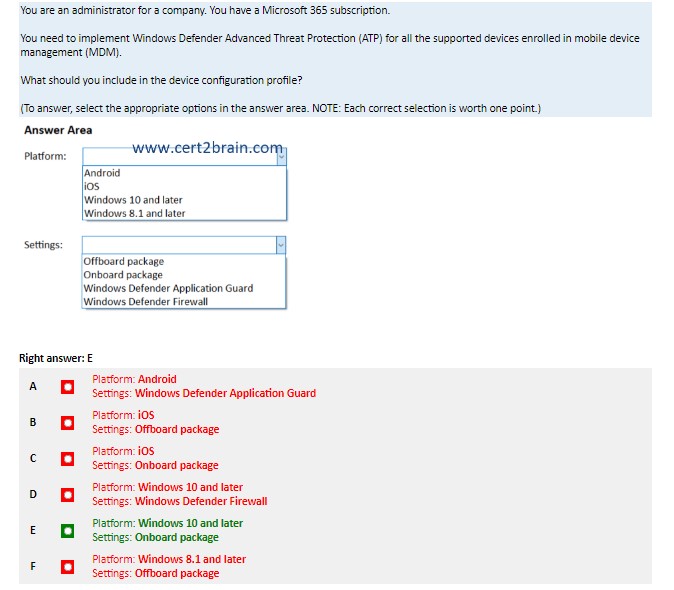 You are an administrator for a company. You have a Microsoft 365 subscription.
You need to implement Windows Defender Advanced Threat Protection (ATP) for all the supported devices enrolled in mobile device
management (MDM).
What should you include in the device configuration profile?
(To answer, select the appropriate options in the answer area. NOTE: Each correct selection is worth one point.)
Answer Area
www.cert2brain.com
Platform:
Android
iOS
Windows 10 and later
Windows 8.1 and later
Settings:
Offboard package
Onboard package
Windows Defender Application Guard
Windows Defender Firewall
Right answer: E
A
Platform: Android
Settings: Windows Defender Application Guard
B
Platform: iOS
Settings: Offboard package
C
Platform: iOS
Settings: Onboard package
D
Platform: Windows 10 and later
Settings: Windows Defender Firewall
E
Platform: Windows 10 and later
Settings: Onboard package
F
Platform: Windows 8.1 and later
Settings: Offboard package